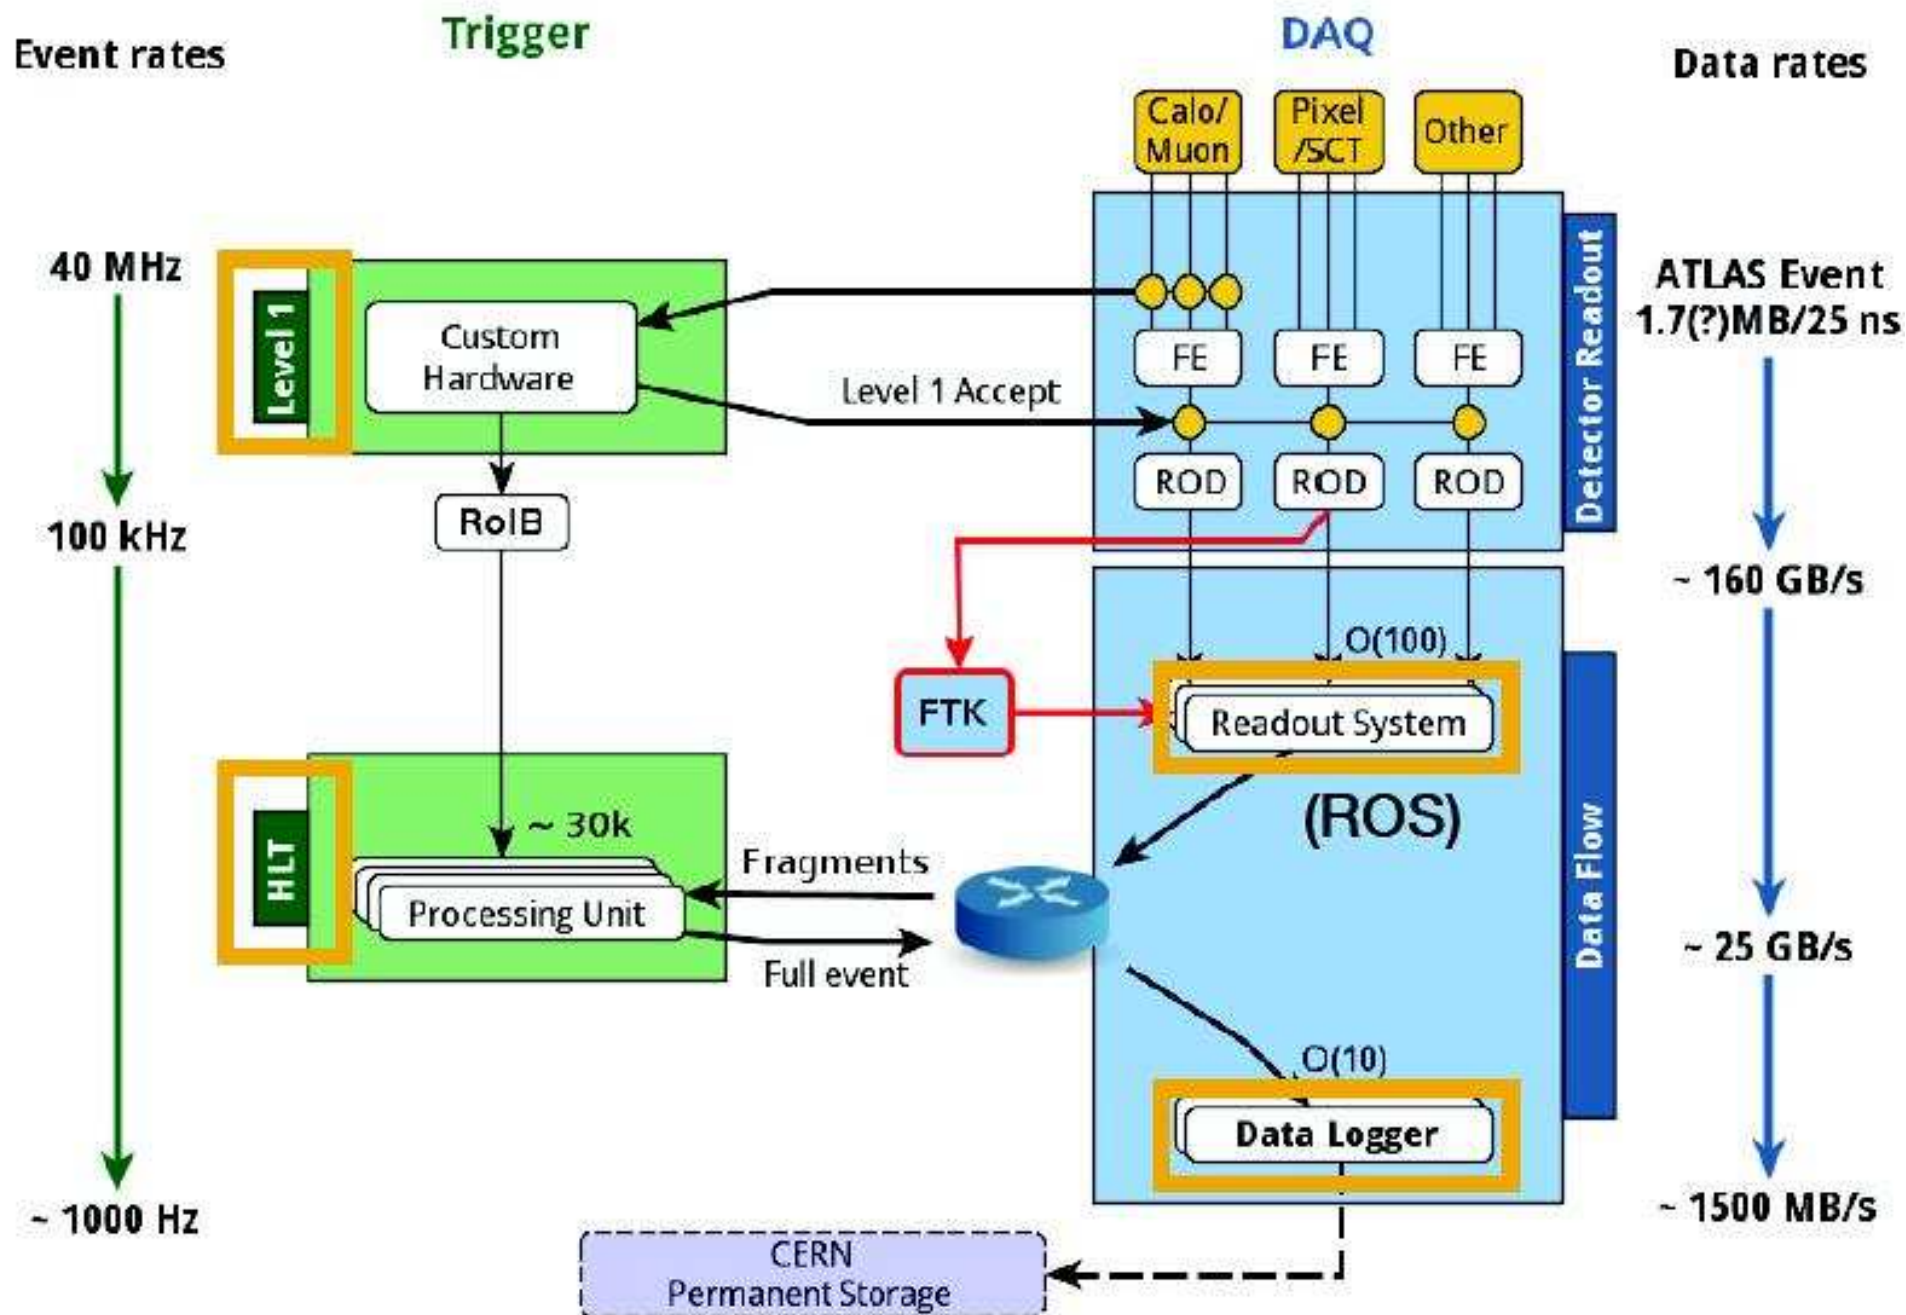 Event rates
Trigger
DAQ
Data rates
Calo/
Muon
Pixel
/SCT
Other
40 MHz
Level 1
Custom
Hardware
Level 1 Accept
FE
FE
FE
Detector Readout
ATLAS Event
1.7(?)MB/25 ns
ROD
ROD
ROD
100 kHz
RoIB
~ 160 GB/s
O(100)
FTK
Readout System
(ROS)
HLT
~ 30k
Processing Unit
Fragments
Full event
Data Flow
~ 25 GB/s
O(10)
Data Logger
~ 1000 Hz
~ 1500 MB/s
CERN
Permanent Storage